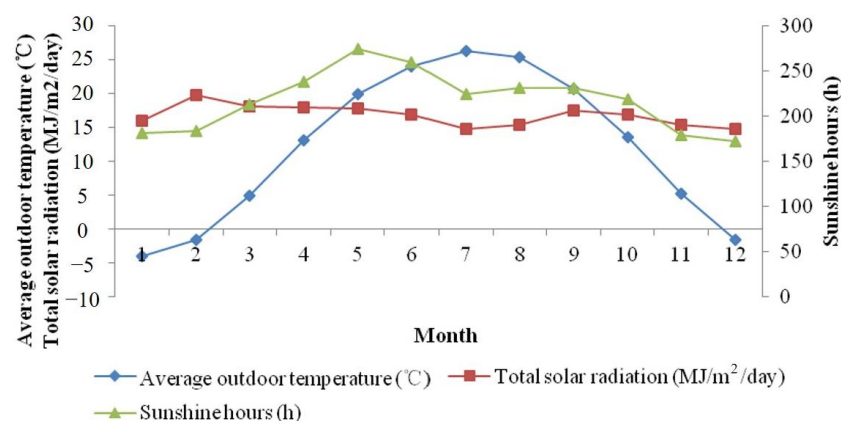 Average outdoor temperature (℃)
Total solar radiation (MJ/m2/day)
30
25
20
15
10
5
0
−5
−10
300
250
200
150
100
50
0
Sunshine hours (h)
1 2 3 4 5 6 7 8 9 10 11 12
Month
Average outdoor temperature (℃) Total solar radiation (MJ/m²/day)
Sunshine hours (h)